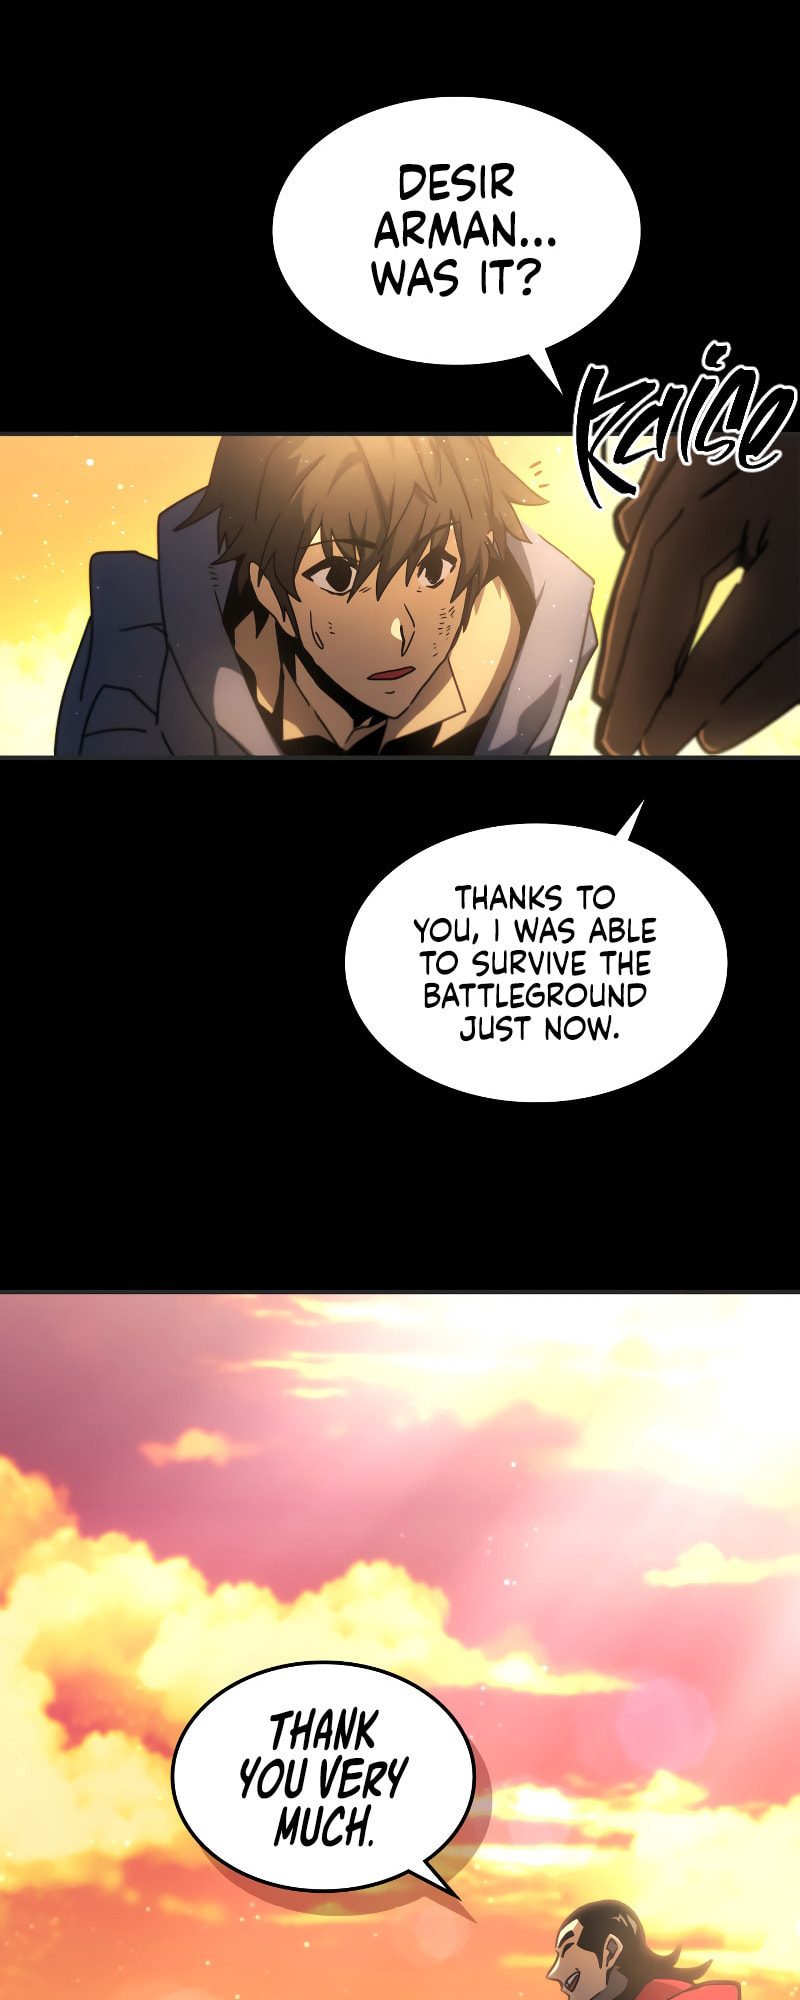 DESIR
ARMAN...
WAS IT?
Raise
THANKS TO
YOU, I WAS ABLE
TO SURVIVE THE
BATTLEGROUND
JUST NOW.
THANK
YOU VERY
MUCH.